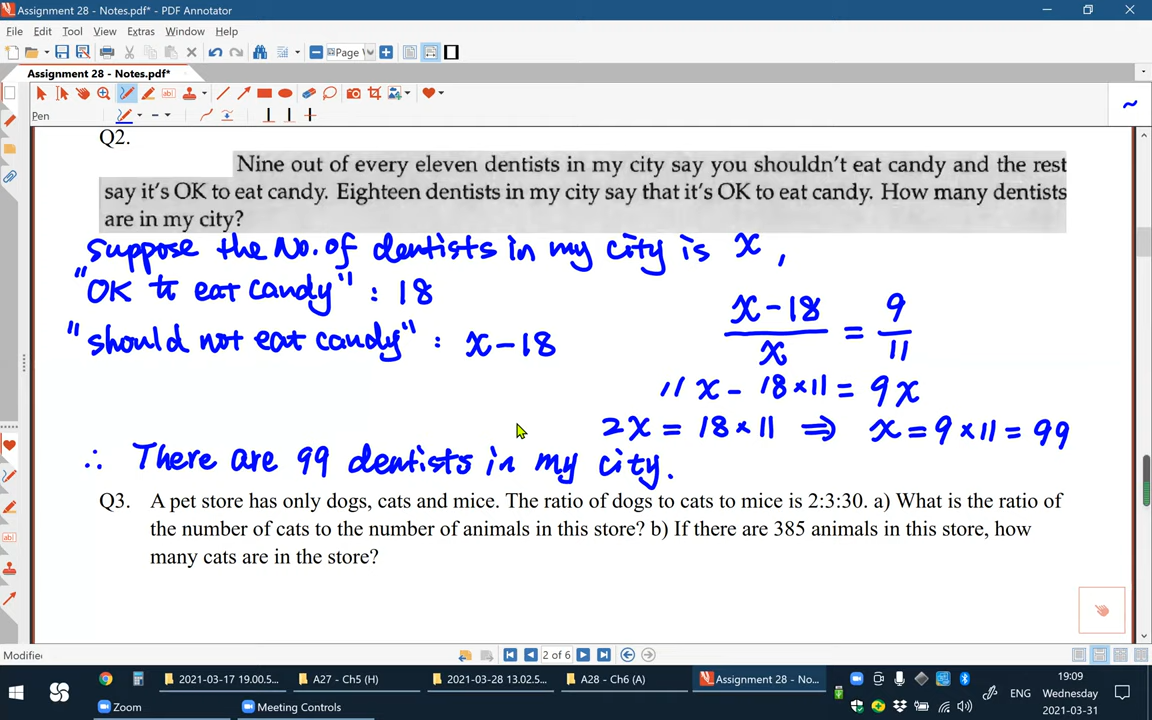 Assignment 28 - Notes.pdf* - PDF Annotator
File Edit Tool View Extras Window Help
Page V
Assignment 28 - Notes.pdf*
Pen
Q2.
Nine out of every eleven dentists in my city say you shouldn't eat candy and the rest
say it's OK to eat candy. Eighteen dentists in my city say that it's OK to eat candy. How many dentists
are in my city?
Suppose the No. of dentists in my city is x,
"OK to eat candy" : 18
"should not eat candy" : x - 18
x - 18 / x = 9 / 11
11x - 18 × 11 = 9x
2x = 18 × 11 ⇒ x = 9 × 11 = 99
∴ There are 99 dentists in my city.
Q3. A pet store has only dogs, cats and mice. The ratio of dogs to cats to mice is 2:3:30. a) What is the ratio of
the number of cats to the number of animals in this store? b) If there are 385 animals in this store, how
many cats are in the store?
Modifie
2 of 6
2021-03-17 19.00.5...
A27 - Ch5 (H)
2021-03-28 13.02.5...
A28 - Ch6 (A)
Assignment 28 - No...
Zoom
Meeting Controls
ENG
19:09
Wednesday
2021-03-31